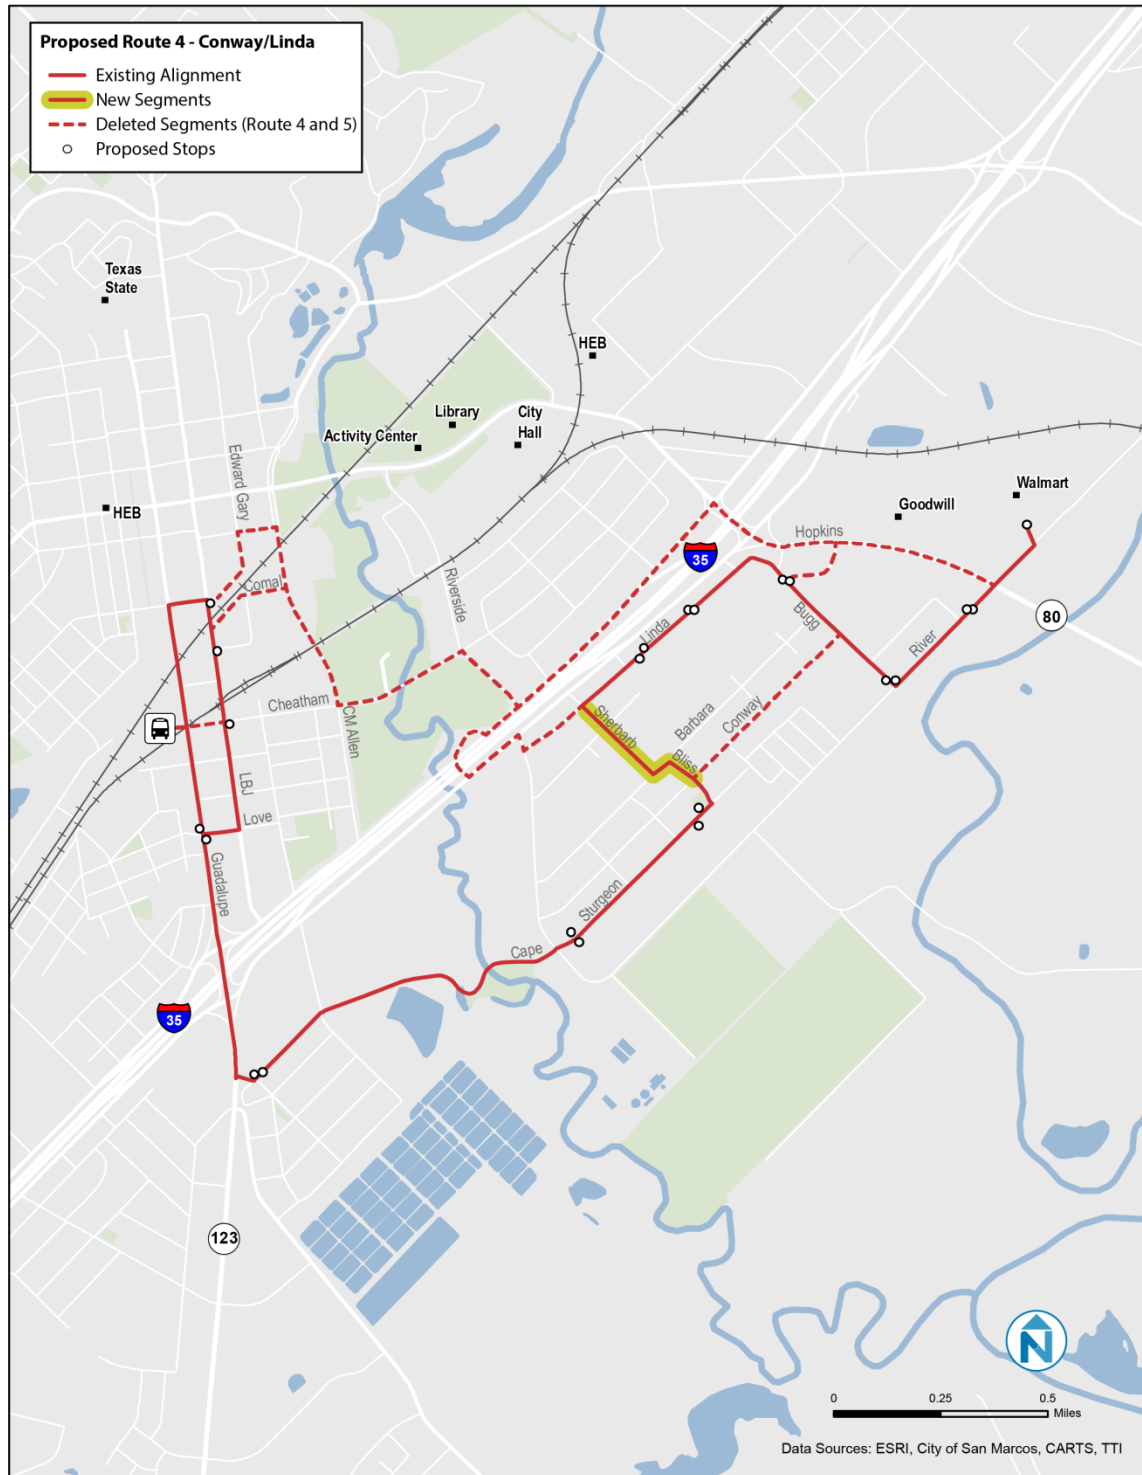 Proposed Route 4 - Conway/Linda
Existing Alignment
New Segments
Deleted Segments (Route 4 and 5)
Proposed Stops
Texas
State
HEB
Library
City
Hall
Activity Center
Edward Gary
HEB
Walmart
Goodwill
Hopkins
35
Comal
Riverside
Bugg
80
Linda
River
Cheatham
CM Allen
Sherbarb
Barbara
Conway
Bliss
LBJ
Love
Guadalupe
Sturgeon
Cape
35
123
N
0
0.25
0.5
Miles
Data Sources: ESRI, City of San Marcos, CARTS, TTI